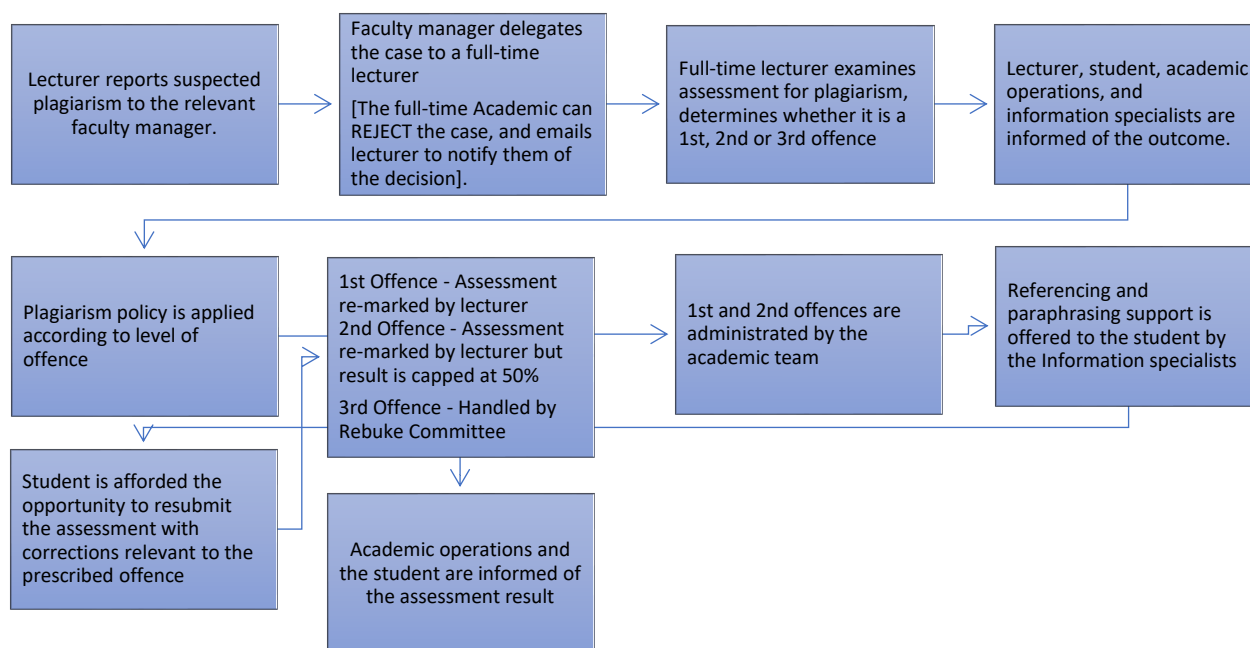 Lecturer reports suspected
plagiarism to the relevant
faculty manager.
Faculty manager delegates
the case to a full-time
lecturer
[The full-time Academic can
REJECT the case, and emails
lecturer to notify them of
the decision].
Full-time lecturer examines
assessment for plagiarism,
determines whether it is a
1st, 2nd or 3rd offence
Lecturer, student, academic
operations, and
information specialists are
informed of the outcome.
Plagiarism policy is applied
according to level of
offence
1st Offence - Assessment
re-marked by lecturer
2nd Offence - Assessment
re-marked by lecturer but
result is capped at 50%
3rd Offence - Handled by
Rebuke Committee
1st and 2nd offences are
administrated by the
academic team
Referencing and
paraphrasing support is
offered to the student by
the Information specialists
Student is afforded the
opportunity to resubmit
the assessment with
corrections relevant to the
prescribed offence
Academic operations and
the student are informed of
the assessment result